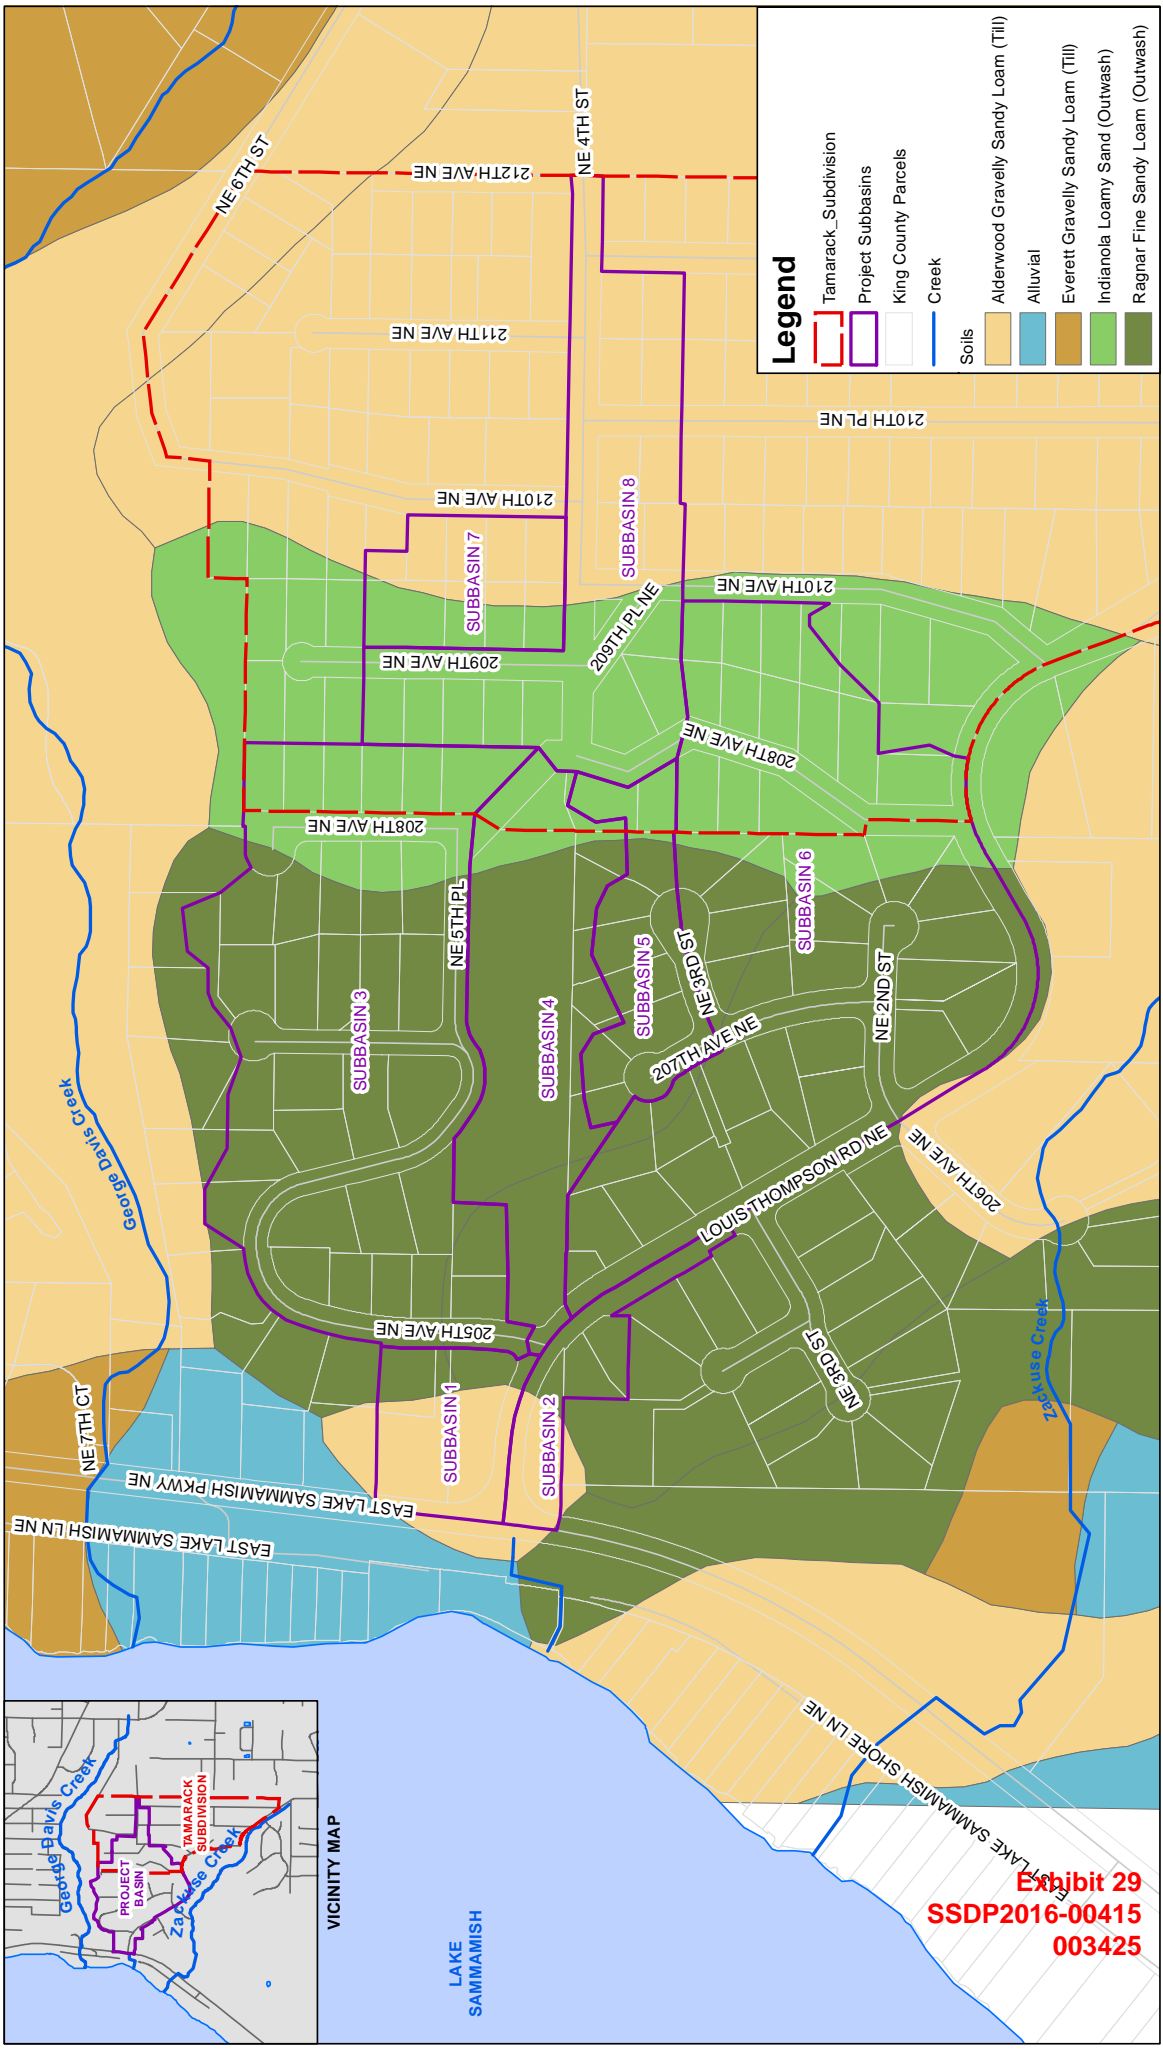 NE 6TH ST
212TH AVE NE
NE 4TH ST
211TH AVE NE
210TH AVE NE
210TH PL NE
SUBBASIN 7
SUBBASIN 8
209TH AVE NE
209TH PL NE
210TH AVE NE
208TH AVE NE
208TH AVE NE
NE 5TH PL
SUBBASIN 3
SUBBASIN 4
SUBBASIN 5
SUBBASIN 6
NE 3RD ST
207TH AVE NE
NE 2ND ST
206TH AVE NE
LOUIS THOMPSON RD NE
205TH AVE NE
NE 3RD ST
SUBBASIN 1
SUBBASIN 2
George Davis Creek
Zackuse Creek
NE 7TH CT
EAST LAKE SAMMAMISH PKWY NE
EAST LAKE SAMMAMISH LN NE
EAST LAKE SAMMAMISH SHORE LN NE
LAKE
SAMMAMISH
Legend
Tamarack_Subdivision
Project Subbasins
King County Parcels
Creek
Soils
Alderwood Gravelly Sandy Loam (Till)
Alluvial
Everett Gravelly Sandy Loam (Till)
Indianola Loamy Sand (Outwash)
Ragnar Fine Sandy Loam (Outwash)
George Davis Creek
PROJECT
BASIN
TAMARACK
SUBDIVISION
Zackuse Creek
VICINITY MAP
Exhibit 29
SSDP2016-00415
003425